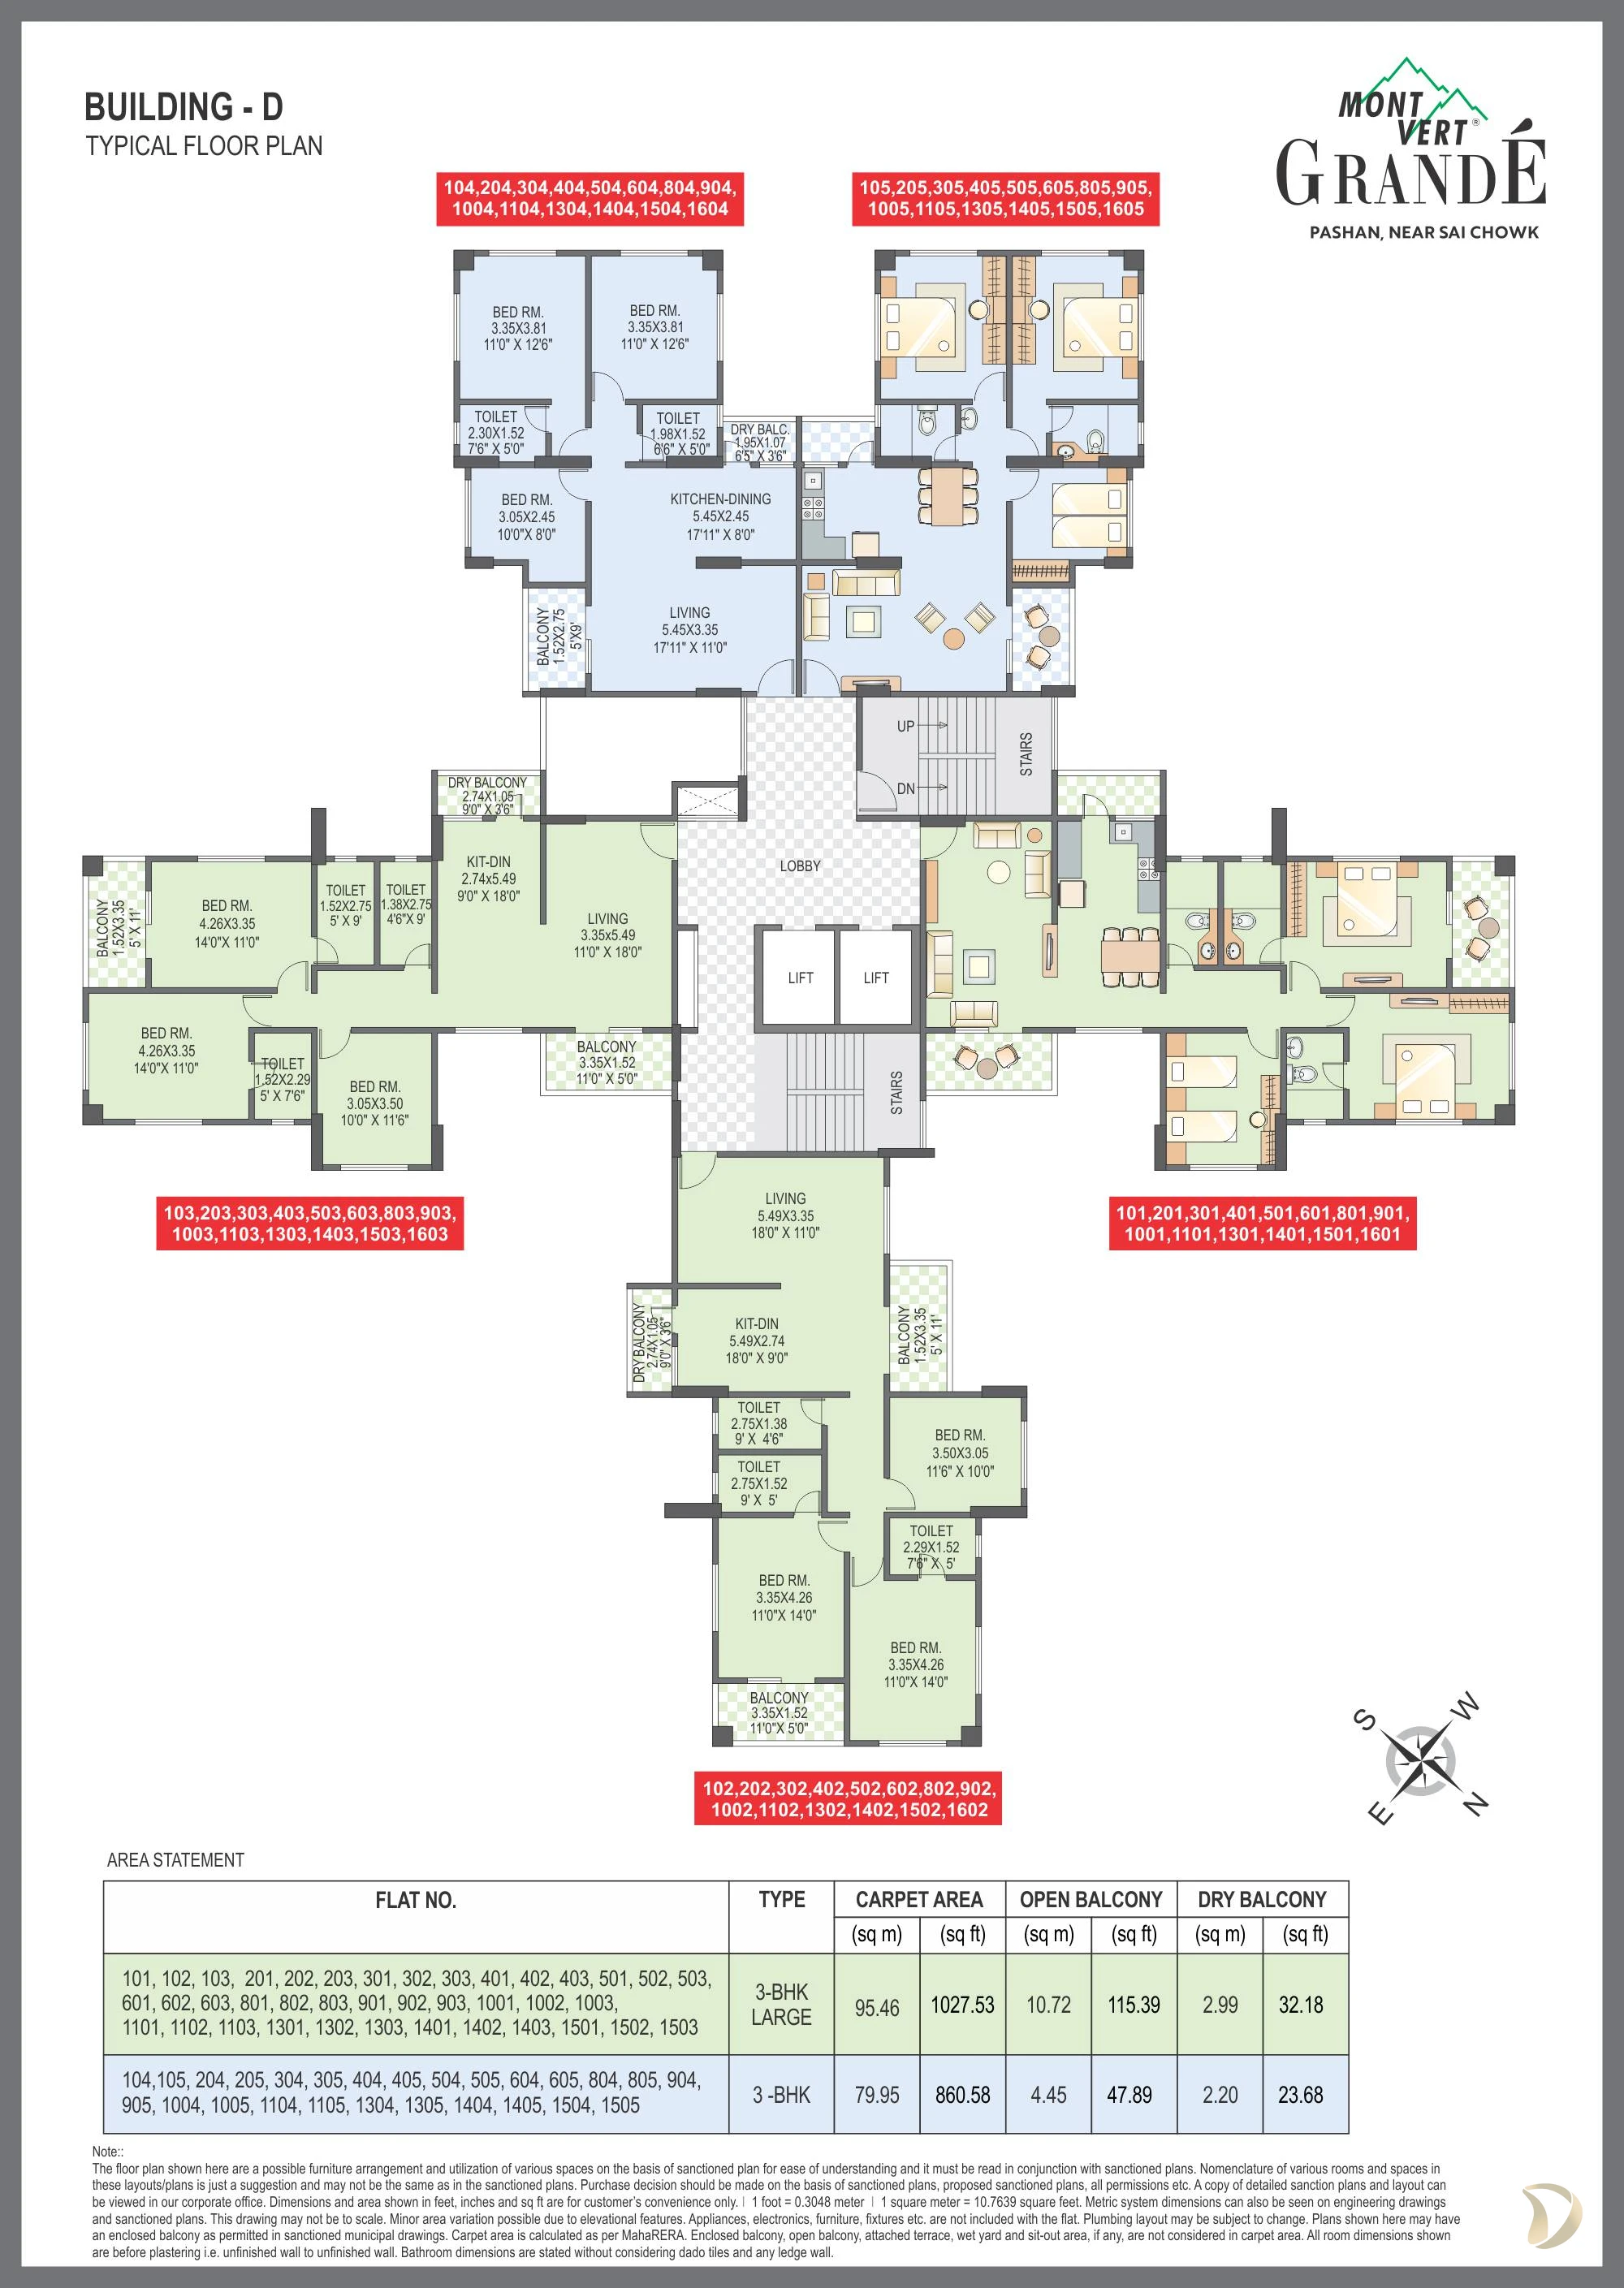 BUILDING - D
TYPICAL FLOOR PLAN
MONT
VERT®
GRANDÉ
PASHAN, NEAR SAI CHOWK
104,204,304,404,504,604,804,904,
1004,1104,1304,1404,1504,1604
105,205,305,405,505,605,805,905,
1005,1105,1305,1405,1505,1605
BED RM.
3.35X3.81
11'0" X 12'6"
BED RM.
3.35X3.81
11'0" X 12'6"
TOILET
2.30X1.52
7'6" X 5'0"
TOILET
1.98X1.52
6'6" X 5'0"
DRY BALC.
1.95X1.07
6'5" X 3'6"
BED RM.
3.05X2.45
10'0"X 8'0"
KITCHEN-DINING
5.45X2.45
17'11" X 8'0"
BALCONY
1.52X2.75
5'X9'
LIVING
5.45X3.35
17'11" X 11'0"
UP
DN
STAIRS
DRY BALCONY
2.74X1.05
9'0" X 3'6"
KIT-DIN
2.74x5.49
9'0" X 18'0"
LOBBY
BALCONY
1.52X3.35
5' X 11'
BED RM.
4.26X3.35
14'0"X 11'0"
TOILET
1.52X2.75
5' X 9'
TOILET
1.38X2.75
4'6"X 9'
LIVING
3.35x5.49
11'0" X 18'0"
LIFT
LIFT
BED RM.
4.26X3.35
14'0"X 11'0"
TOILET
1.52X2.29
5' X 7'6"
BED RM.
3.05X3.50
10'0" X 11'6"
BALCONY
3.35X1.52
11'0" X 5'0"
STAIRS
103,203,303,403,503,603,803,903,
1003,1103,1303,1403,1503,1603
101,201,301,401,501,601,801,901,
1001,1101,1301,1401,1501,1601
LIVING
5.49X3.35
18'0" X 11'0"
DRY BALCONY
2.74X1.05
9'0" X 3'6"
KIT-DIN
5.49X2.74
18'0" X 9'0"
BALCONY
1.52X3.35
5' X 11'
TOILET
2.75X1.38
9' X 4'6"
TOILET
2.75X1.52
9' X 5'
BED RM.
3.50X3.05
11'6" X 10'0"
TOILET
2.29X1.52
7'6" X 5'
BED RM.
3.35X4.26
11'0"X 14'0"
BED RM.
3.35X4.26
11'0"X 14'0"
BALCONY
3.35X1.52
11'0"X 5'0"
S W
E N
102,202,302,402,502,602,802,902,
1002,1102,1302,1402,1502,1602
AREA STATEMENT
FLAT NO. TYPE CARPET AREA OPEN BALCONY DRY BALCONY
(sq m) (sq ft) (sq m) (sq ft) (sq m) (sq ft)
101, 102, 103, 201, 202, 203, 301, 302, 303, 401, 402, 403, 501, 502, 503,
601, 602, 603, 801, 802, 803, 901, 902, 903, 1001, 1002, 1003,
1101, 1102, 1103, 1301, 1302, 1303, 1401, 1402, 1403, 1501, 1502, 1503
3-BHK
LARGE
95.46 1027.53 10.72 115.39 2.99 32.18
104,105, 204, 205, 304, 305, 404, 405, 504, 505, 604, 605, 804, 805, 904,
905, 1004, 1005, 1104, 1105, 1304, 1305, 1404, 1405, 1504, 1505
3 -BHK 79.95 860.58 4.45 47.89 2.20 23.68
Note::
The floor plan shown here are a possible furniture arrangement and utilization of various spaces on the basis of sanctioned plan for ease of understanding and it must be read in conjunction with sanctioned plans. Nomenclature of various rooms and spaces in
these layouts/plans is just a suggestion and may not be the same as in the sanctioned plans. Purchase decision should be made on the basis of sanctioned plans, proposed sanctioned plans, all permissions etc. A copy of detailed sanction plans and layout can
be viewed in our corporate office. Dimensions and area shown in feet, inches and sq ft are for customer's convenience only. | 1 foot = 0.3048 meter | 1 square meter = 10.7639 square feet. Metric system dimensions can also be seen on engineering drawings
and sanctioned plans. This drawing may not be to scale. Minor area variation possible due to elevational features. Appliances, electronics, furniture, fixtures etc. are not included with the flat. Plumbing layout may be subject to change. Plans shown here may have
an enclosed balcony as permitted in sanctioned municipal drawings. Carpet area is calculated as per MahaRERA. Enclosed balcony, open balcony, attached terrace, wet yard and sit-out area, if any, are not considered in carpet area. All room dimensions shown
are before plastering i.e. unfinished wall to unfinished wall. Bathroom dimensions are stated without considering dado tiles and any ledge wall.